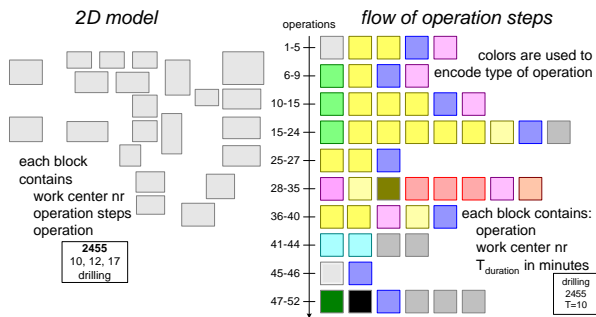 2D model
each block
contains
work center nr
operation steps
operation
2455
10, 12, 17
drilling
flow of operation steps
operations
1-5
6-9
10-15
15-24
25-27
28-35
36-40
41-44
45-46
47-52
colors are used to
encode type of operation
each block contains:
operation
work center nr
Tduration in minutes
drilling
2455
T=10